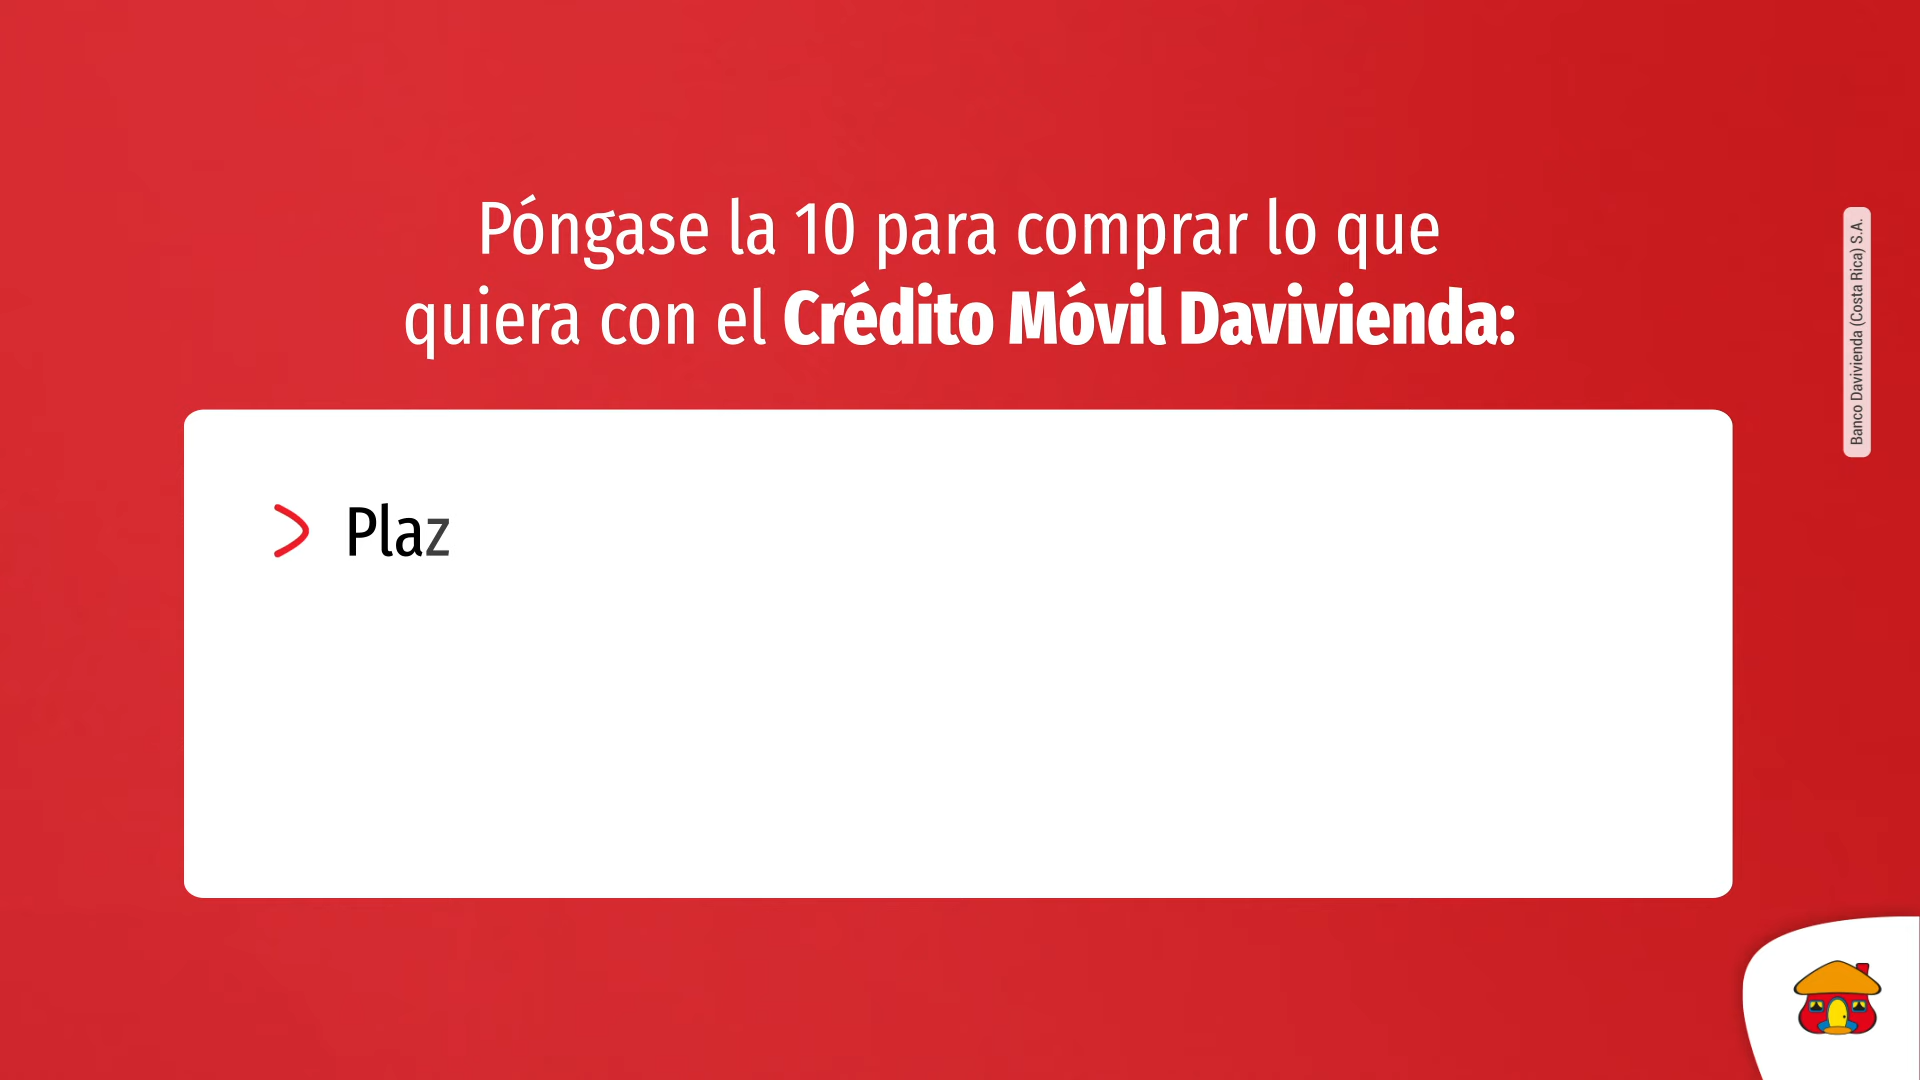 Póngase la 10 para comprar lo que
quiera con el Crédito Móvil Davivienda:
Plaz
Banco Davivienda (Costa Rica) S.A.